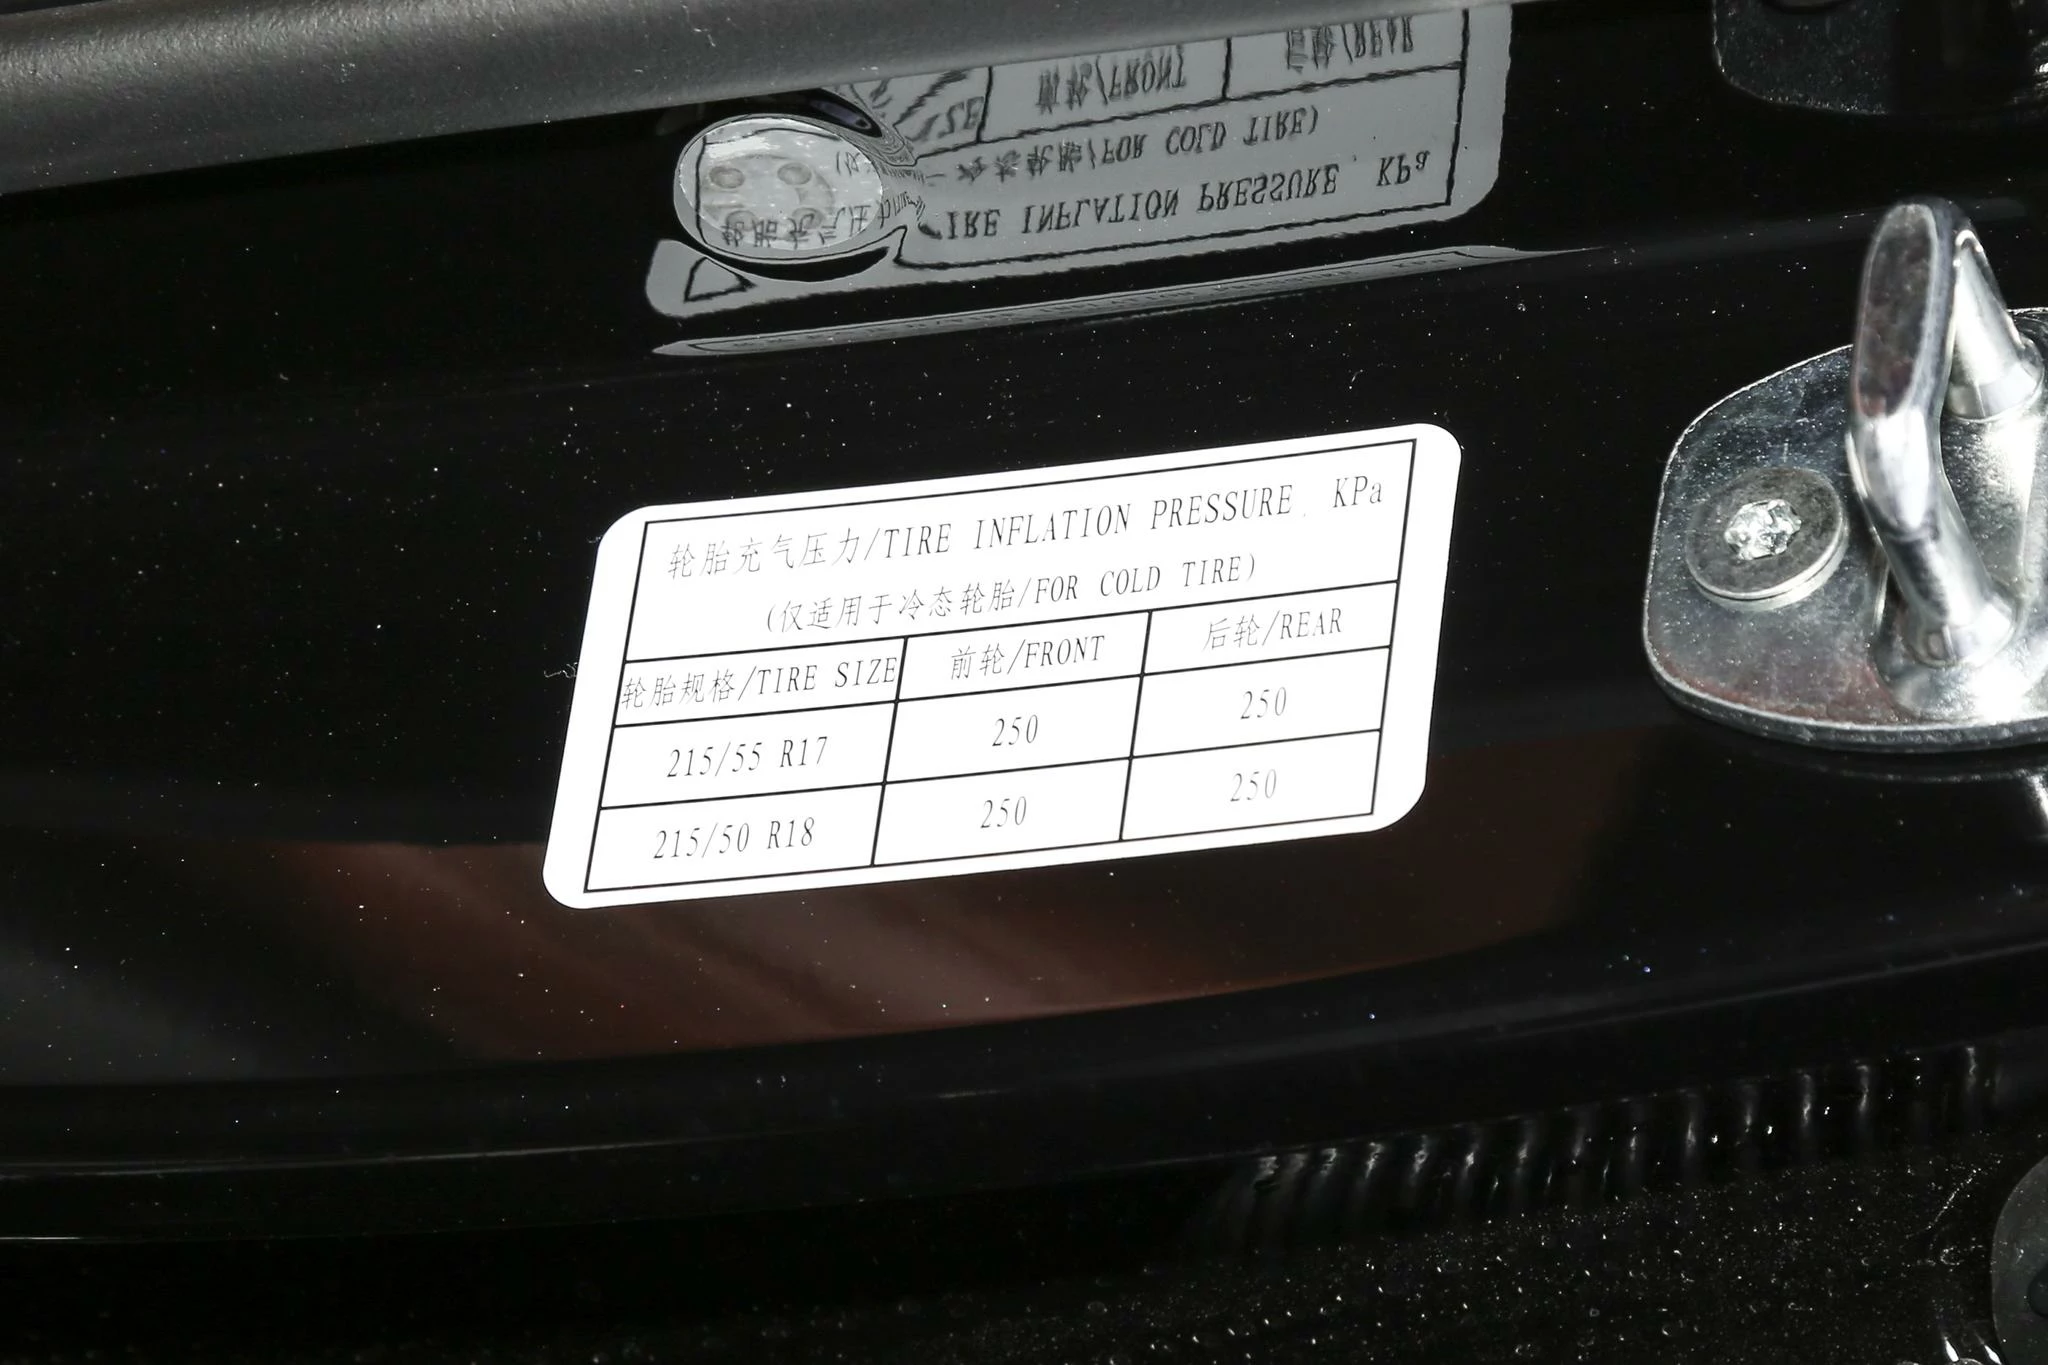 轮胎充气压力/TIRE INFLATION PRESSURE, KPa
(仅适用于冷态轮胎/FOR COLD TIRE)
轮胎规格/TIRE SIZE 前轮/FRONT 后轮/REAR
215/55 R17 250 250
215/50 R18 250 250